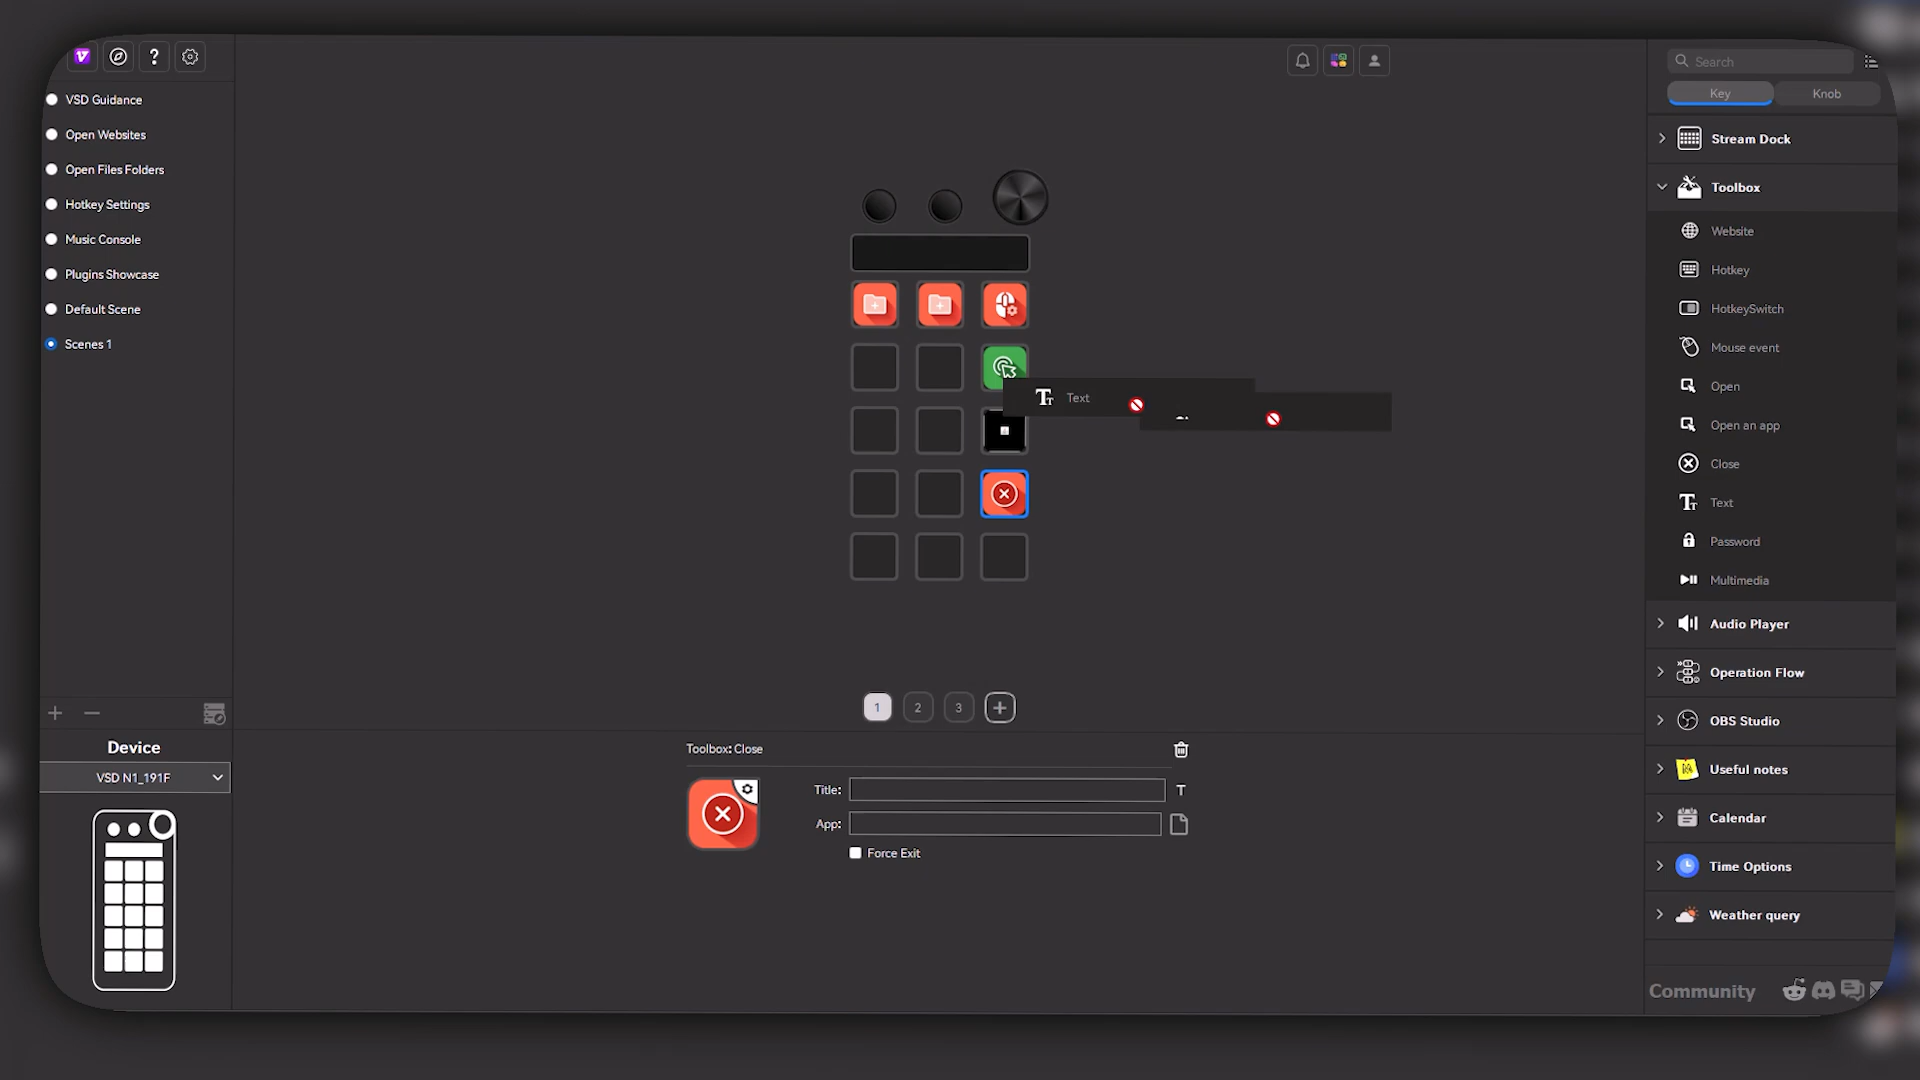 VSD Guidance
Open Websites
Open Files Folders
Hotkey Settings
Music Console
Plugins Showcase
Default Scene
Scenes 1
Device
VSD N1_191F
Text
1 2 3 +
Toolbox: Close
Title: T
App:
Force Exit
Search
Key Knob
Stream Dock
Toolbox
Website
Hotkey
HotkeySwitch
Mouse event
Open
Open an app
Close
Text
Password
Multimedia
Audio Player
Operation Flow
OBS Studio
Useful notes
Calendar
Time Options
Weather query
Community